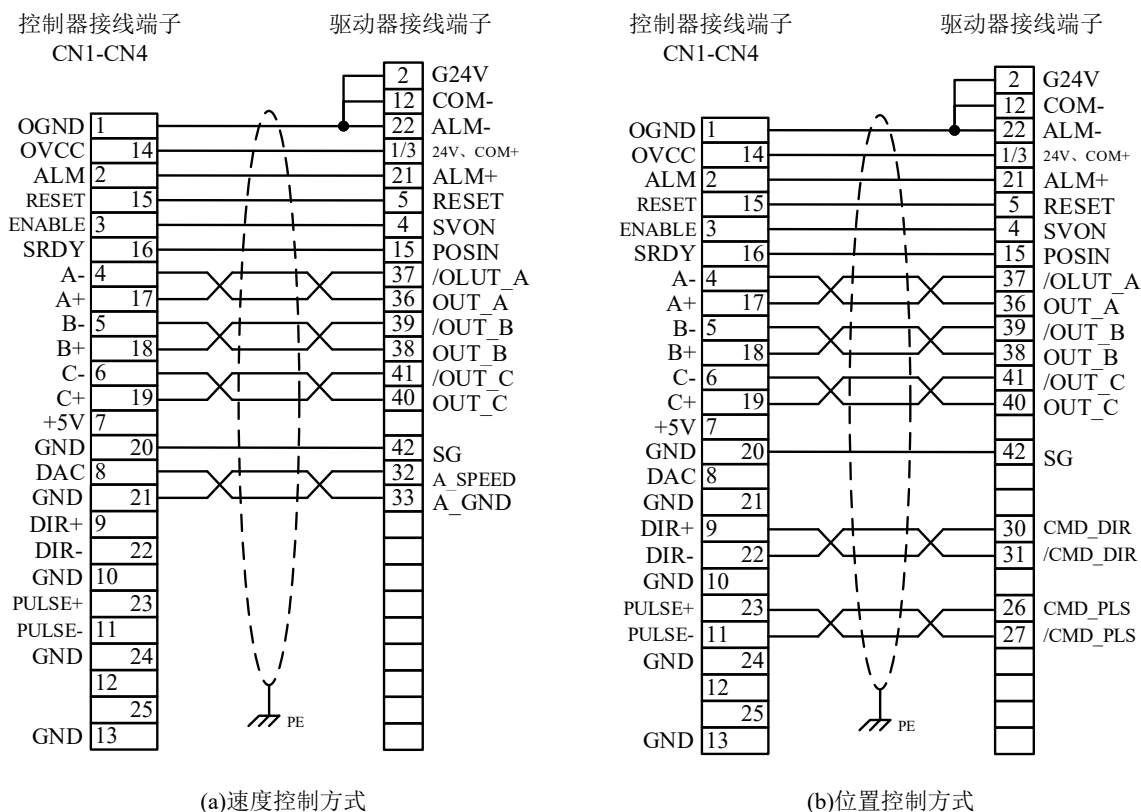 控制器接线端子 驱动器接线端子
CN1-CN4
2 G24V
12 COM-
OGND 1 22 ALM-
OVCC 14 1/3 24V、COM+
ALM 2 21 ALM+
RESET 15 5 RESET
ENABLE 3 4 SVON
SRDY 16 15 POSIN
A- 4 37 /OLUT_A
A+ 17 36 OUT_A
B- 5 39 /OUT_B
B+ 18 38 OUT_B
C- 6 41 /OUT_C
C+ 19 40 OUT_C
+5V 7
GND 20 42 SG
DAC 8 32 A_SPEED
GND 21 33 A_GND
DIR+ 9
DIR- 22
GND 10
PULSE+ 23
PULSE- 11
GND 24
12
25
GND 13
PE
(a)速度控制方式
控制器接线端子 驱动器接线端子
CN1-CN4
2 G24V
12 COM-
OGND 1 22 ALM-
OVCC 14 1/3 24V、COM+
ALM 2 21 ALM+
RESET 15 5 RESET
ENABLE 3 4 SVON
SRDY 16 15 POSIN
A- 4 37 /OLUT_A
A+ 17 36 OUT_A
B- 5 39 /OUT_B
B+ 18 38 OUT_B
C- 6 41 /OUT_C
C+ 19 40 OUT_C
+5V 7
GND 20 42 SG
DAC 8
GND 21
DIR+ 9 30 CMD_DIR
DIR- 22 31 /CMD_DIR
GND 10
PULSE+ 23 26 CMD_PLS
PULSE- 11 27 /CMD_PLS
GND 24
12
25
GND 13
PE
(b)位置控制方式